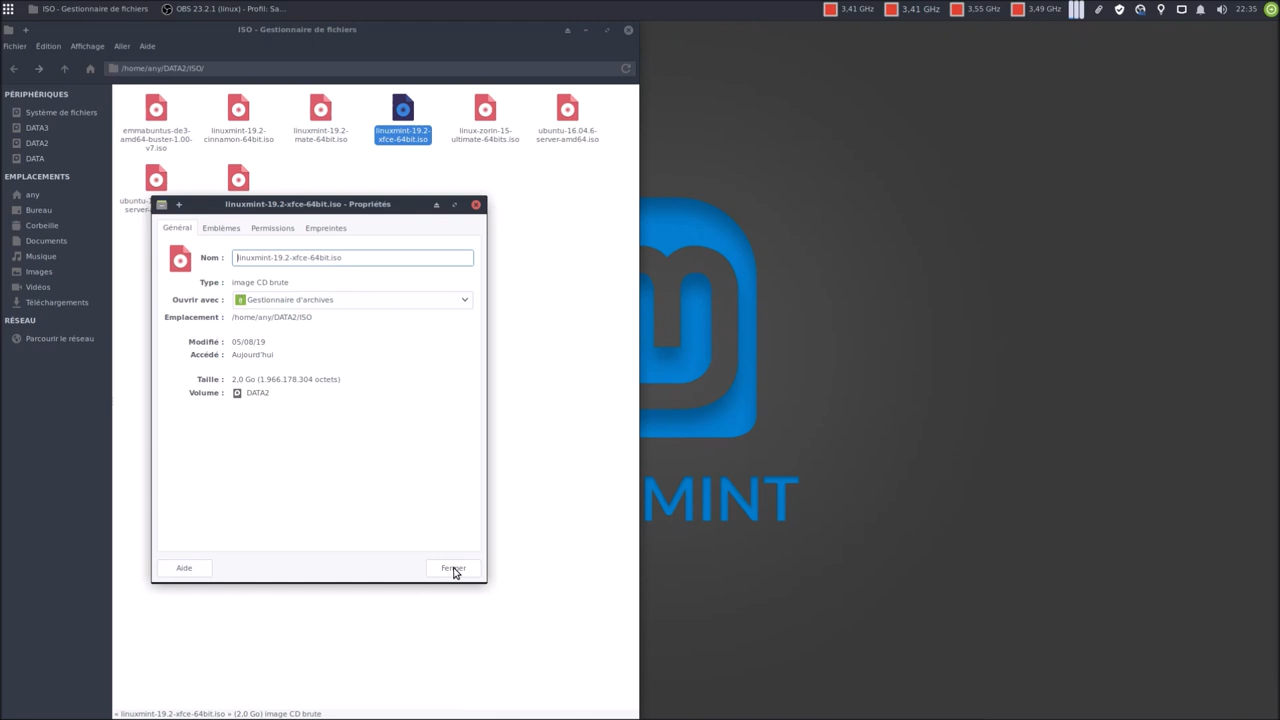 ISO - Gestionnaire de fichiers
OBS 23.2.1 (linux) - Profil: Sa...
3,41 GHz
3,41 GHz
3,55 GHz
3,49 GHz
22:35
ISO - Gestionnaire de fichiers
Fichier Édition Affichage Aller Aide
/home/any/DATA2/ISO/
PÉRIPHÉRIQUES
Système de fichiers
DATA3
DATA2
DATA
EMPLACEMENTS
any
Bureau
Corbeille
Documents
Musique
Images
Vidéos
Téléchargements
RÉSEAU
Parcourir le réseau
emmabuntus-de3-
amd64-buster-1.00-
v7.iso
linuxmint-19.2-
cinnamon-64bit.iso
linuxmint-19.2-
mate-64bit.iso
linuxmint-19.2-
xfce-64bit.iso
linux-zorin-15-
ultimate-64bits.iso
ubuntu-16.04.6-
server-amd64.iso
linuxmint-19.2-xfce-64bit.iso - Propriétés
Général Emblèmes Permissions Empreintes
Nom : linuxmint-19.2-xfce-64bit.iso
Type : image CD brute
Ouvrir avec : Gestionnaire d'archives
Emplacement : /home/any/DATA2/ISO
Modifié : 05/08/19
Accédé : Aujourd'hui
Taille : 2,0 Go (1.966.178.304 octets)
Volume : DATA2
Aide Fermer
MINT
« linuxmint-19.2-xfce-64bit.iso » (2,0 Go) image CD brute